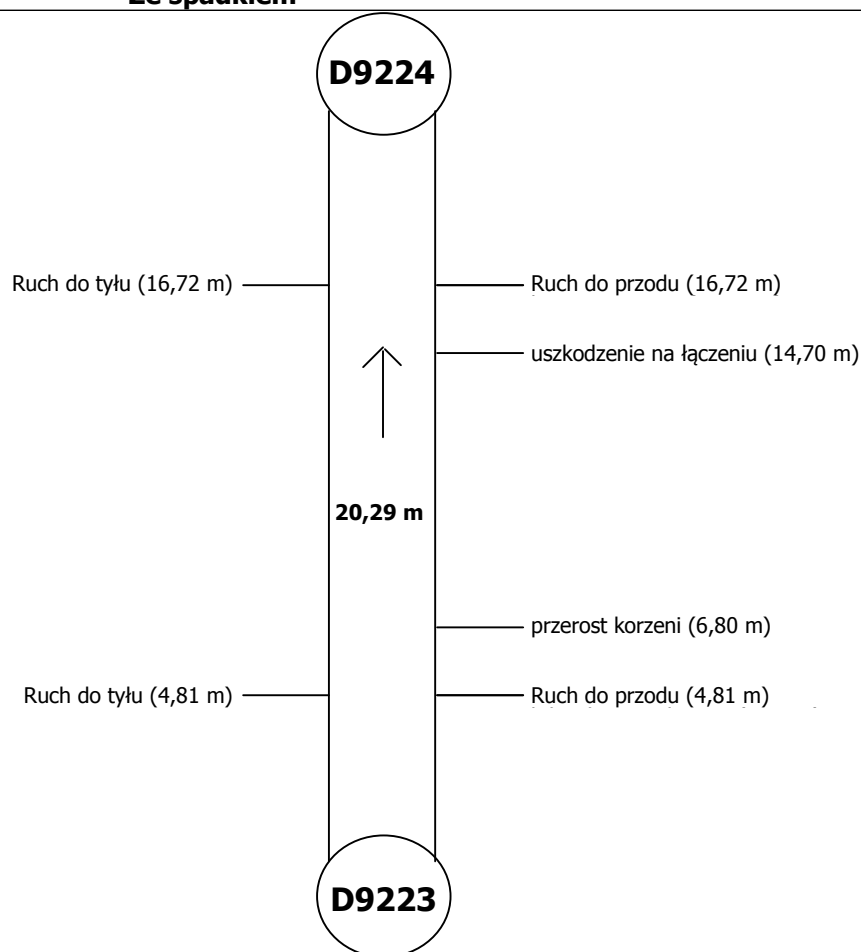 D9224
Ruch do tyłu (16,72 m)
Ruch do przodu (16,72 m)
uszkodzenie na łączeniu (14,70 m)
20,29 m
przerost korzeni (6,80 m)
Ruch do tyłu (4,81 m)
Ruch do przodu (4,81 m)
D9223